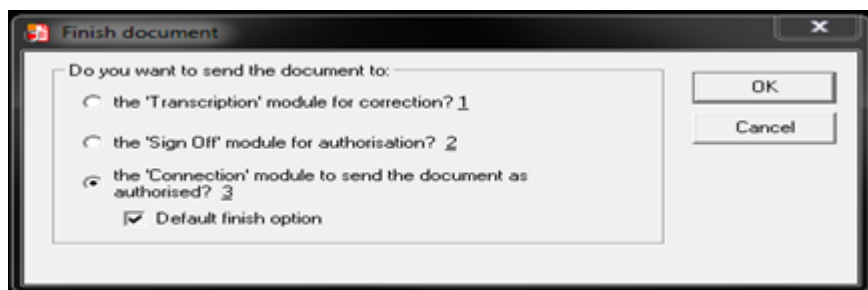 Finish document
Do you want to send the document to:
the 'Transcription' module for correction? 1
the 'Sign Off' module for authorisation? 2
the 'Connection' module to send the document as
authorised? 3
Default finish option
OK
Cancel